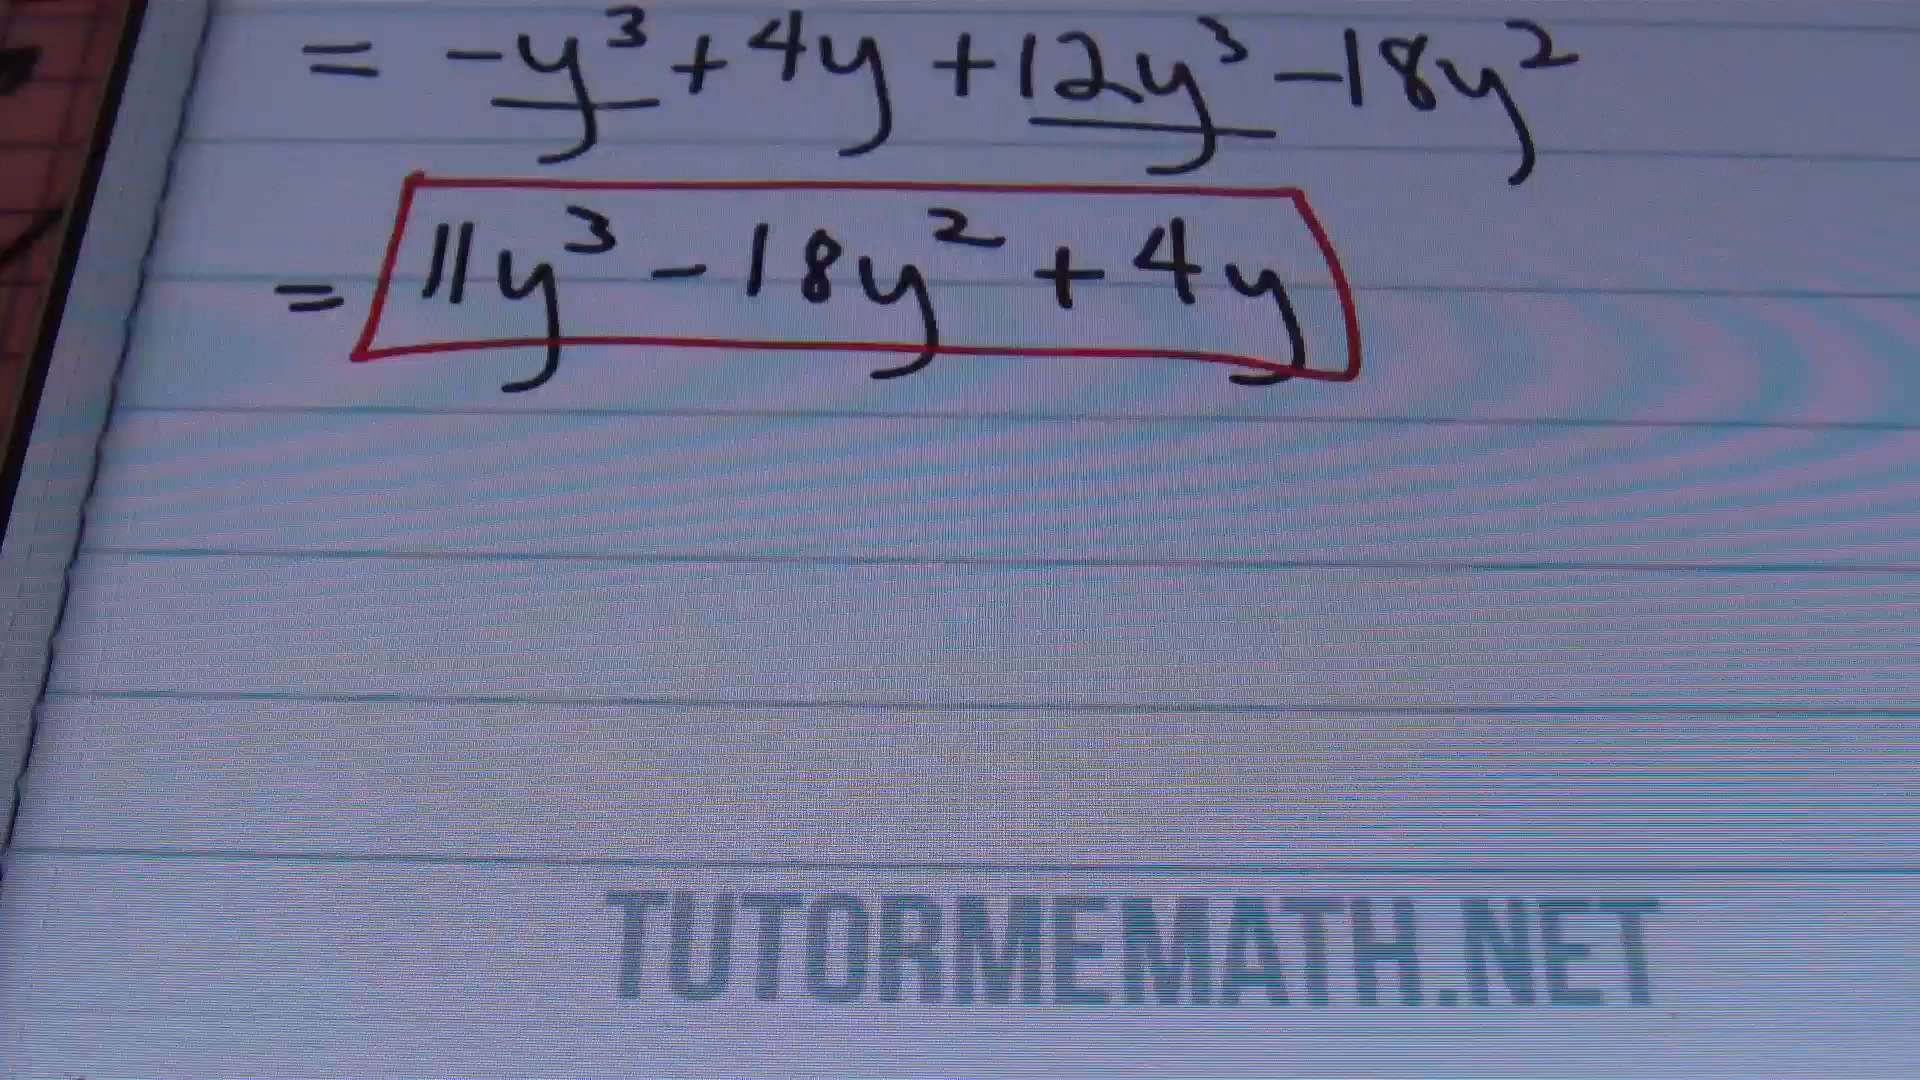 = -y³ + 4y + 12y³ - 18y²
= 11y³ - 18y² + 4y
TUTORMEMATH.NET